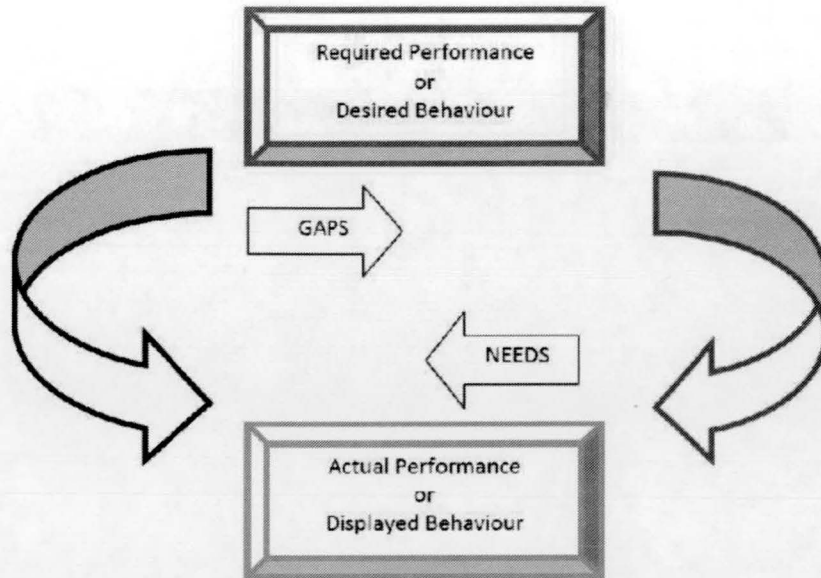 Required Performance
or
Desired Behaviour
GAPS
NEEDS
Actual Performance
or
Displayed Behaviour